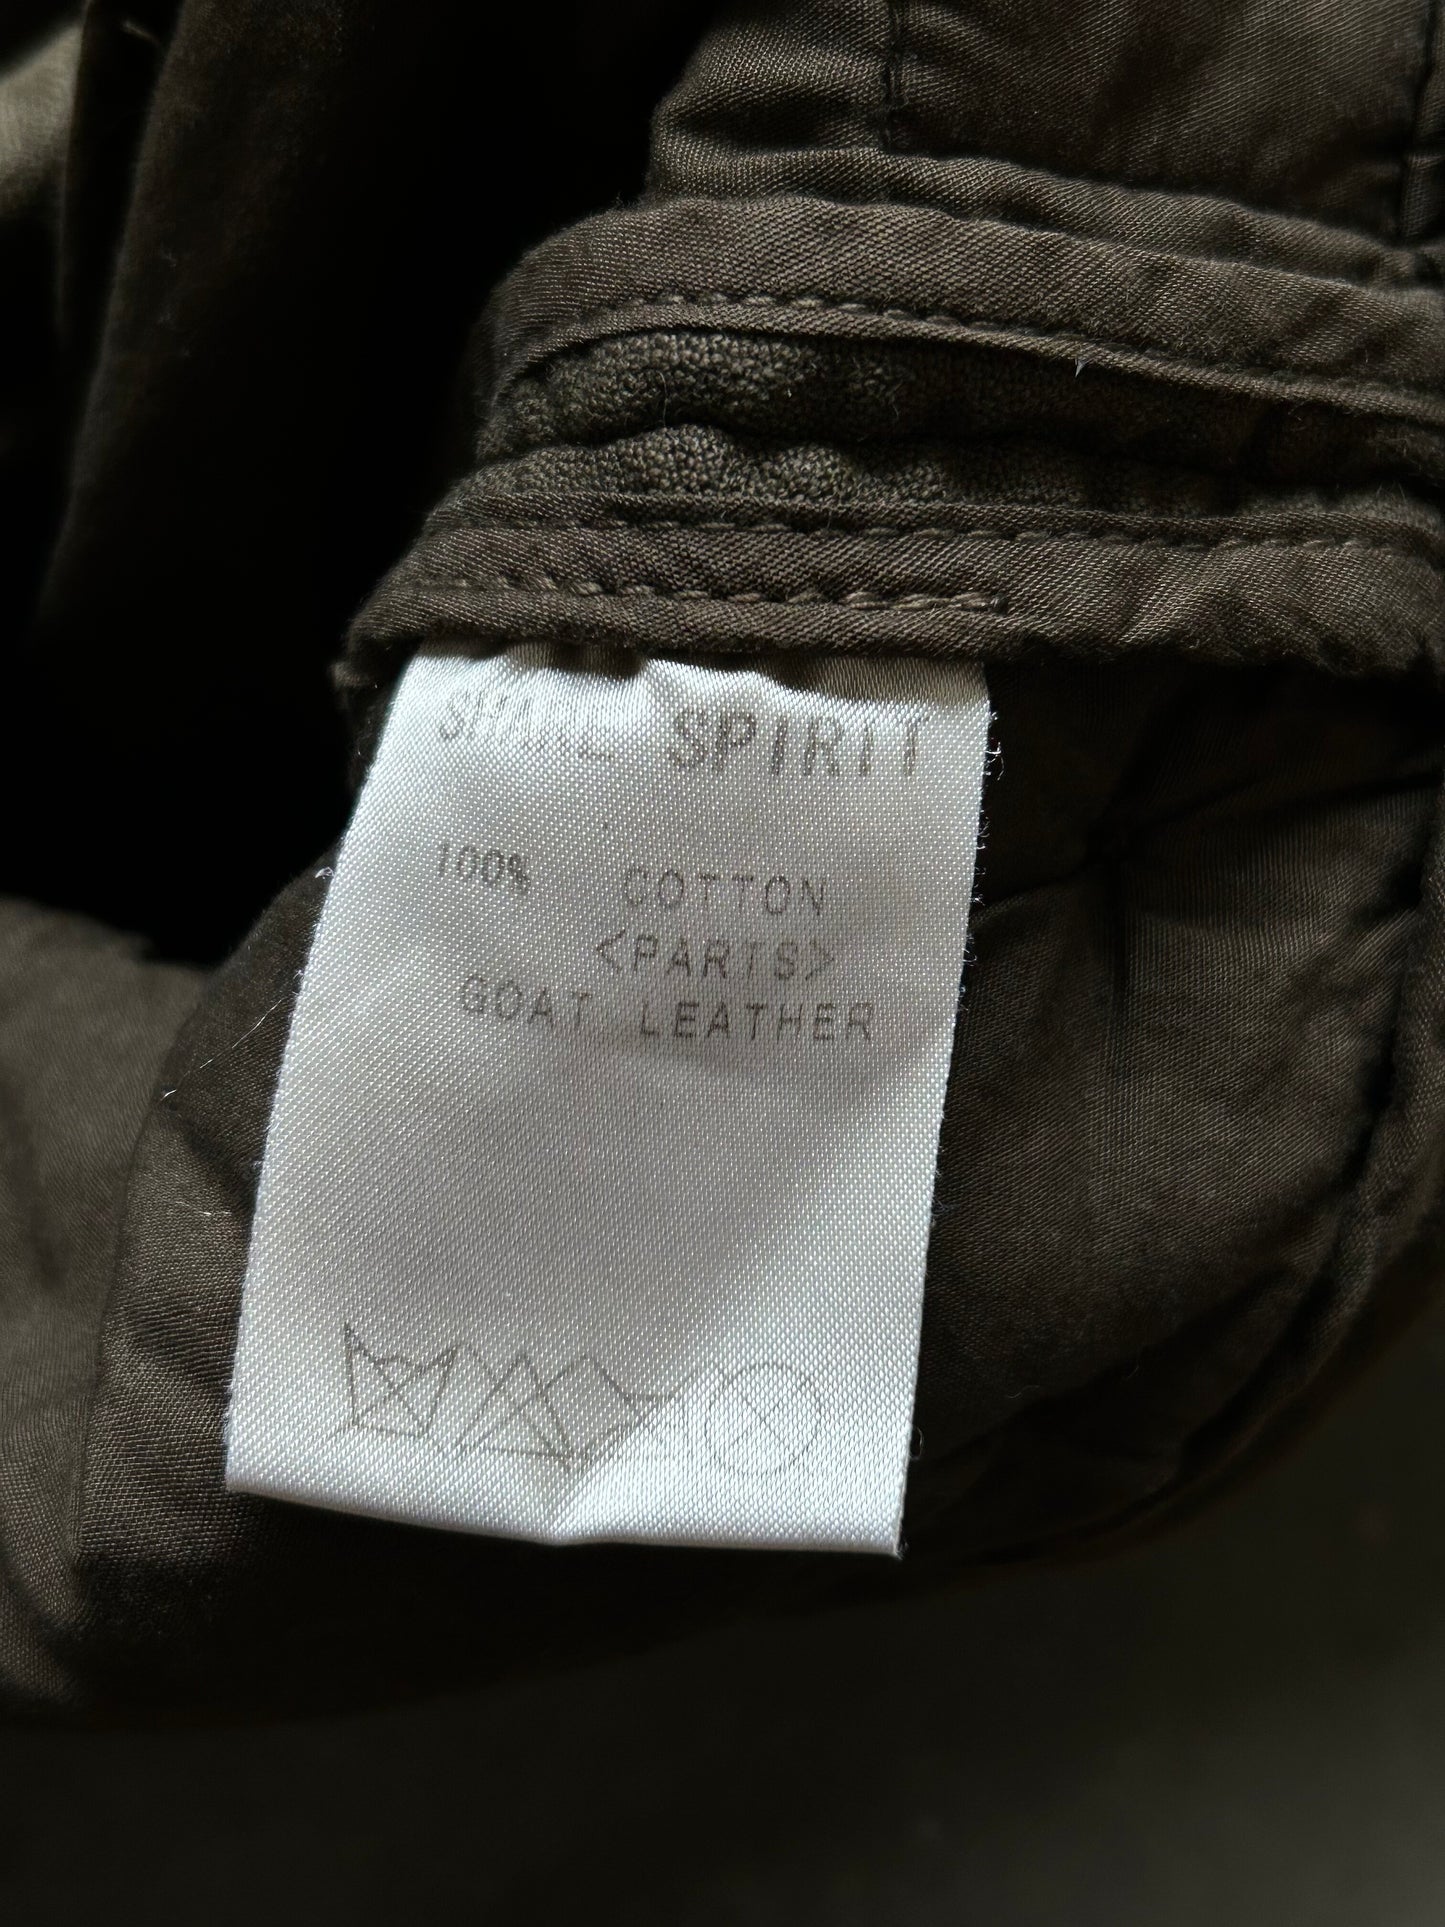 SPIRIT
100% COTTON
<PARTS>
GOAT LEATHER